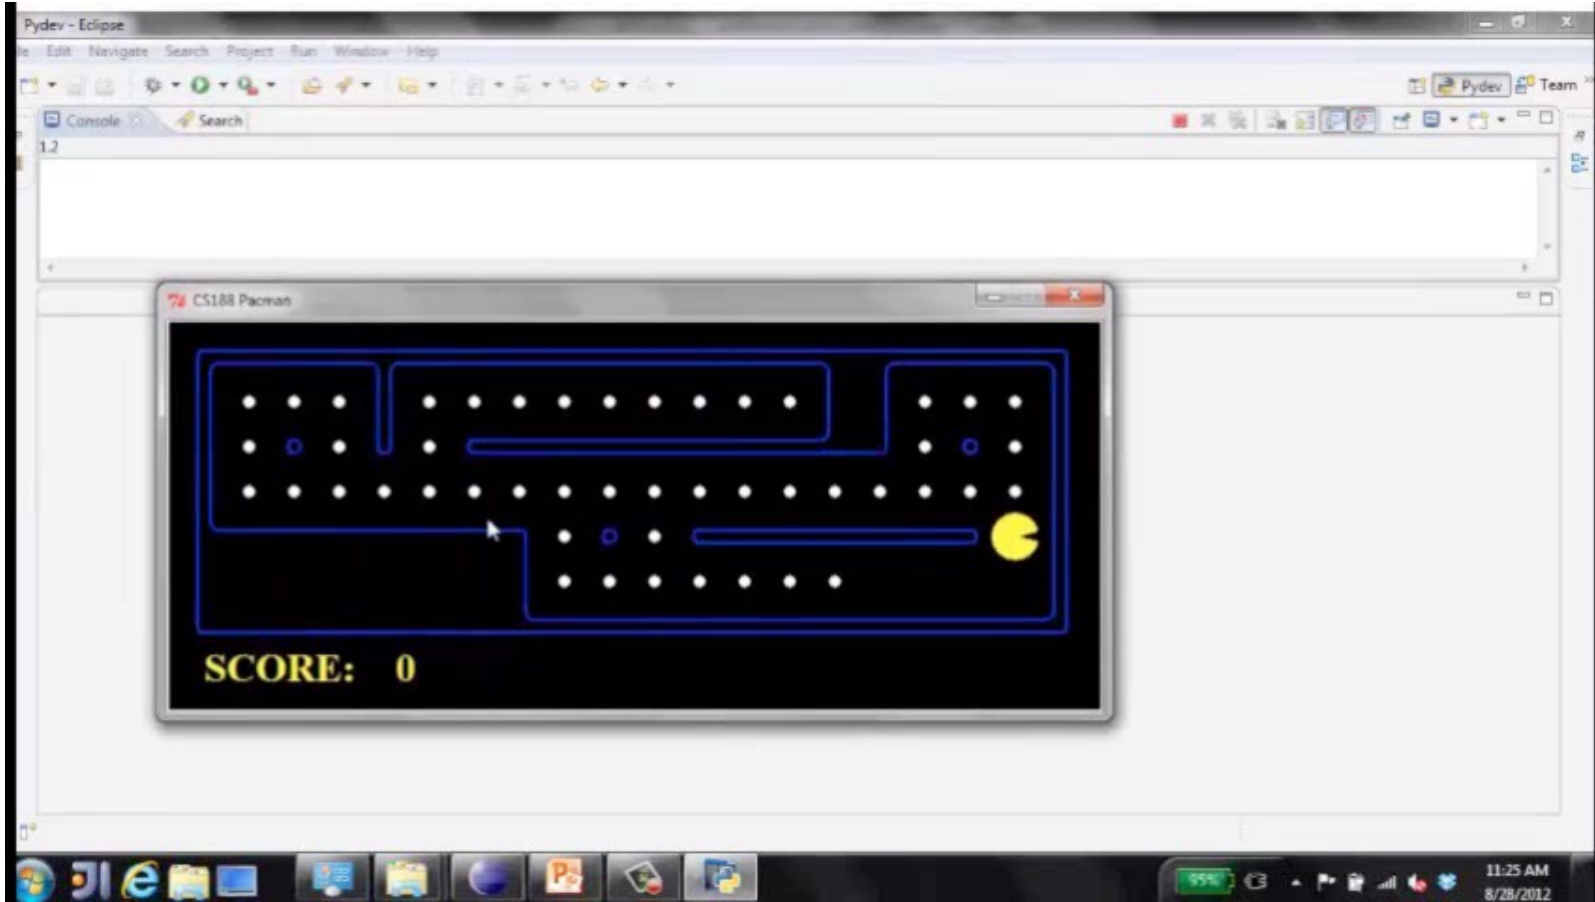 Pydev - Eclipse
Edit Navigate Search Project Run Window Help
Pydev Team
Console Search
1.2
CS188 Pacman
SCORE: 0
95%
11:25 AM
8/28/2012